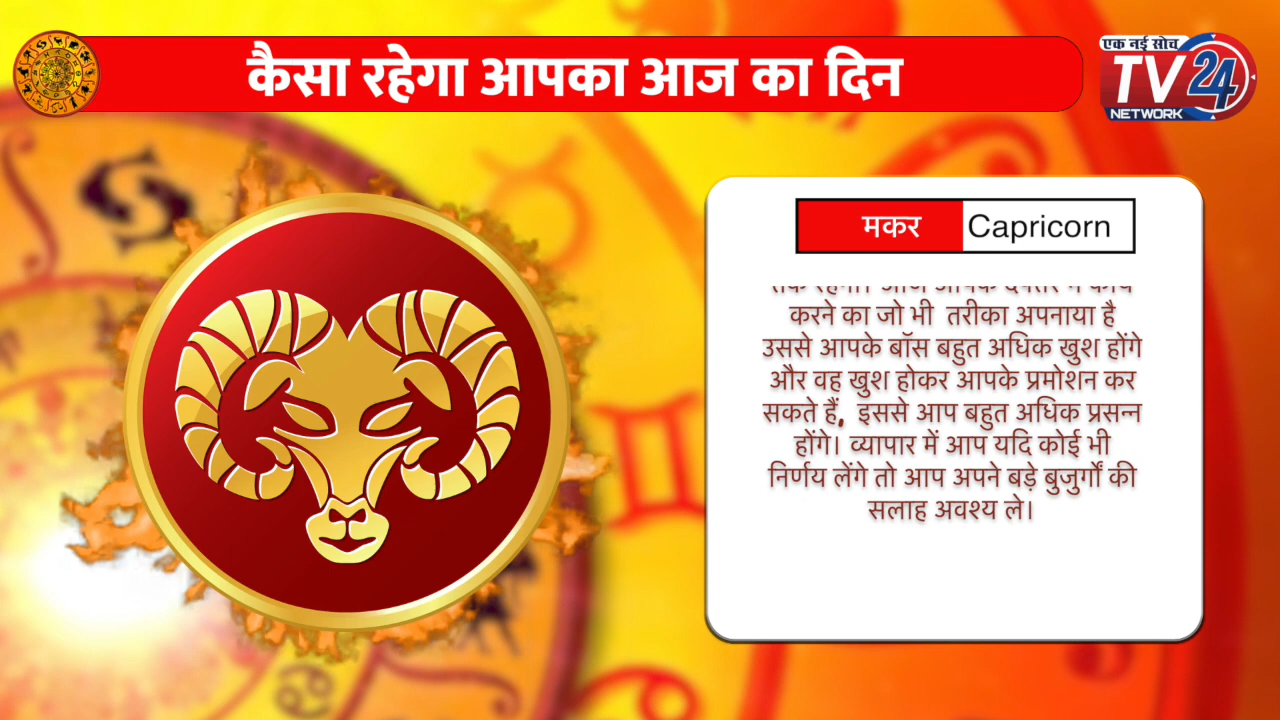 कैसा रहेगा आपका आज का दिन
एक नई सोच
TV24
NETWORK
मकर Capricorn
करने का जो भी तरीका अपनाया है
उससे आपके बॉस बहुत अधिक खुश होंगे
और वह खुश होकर आपके प्रमोशन कर
सकते हैं, इससे आप बहुत अधिक प्रसन्न
होंगे। व्यापार में आप यदि कोई भी
निर्णय लेंगे तो आप अपने बड़े बुजुर्गों की
सलाह अवश्य ले।